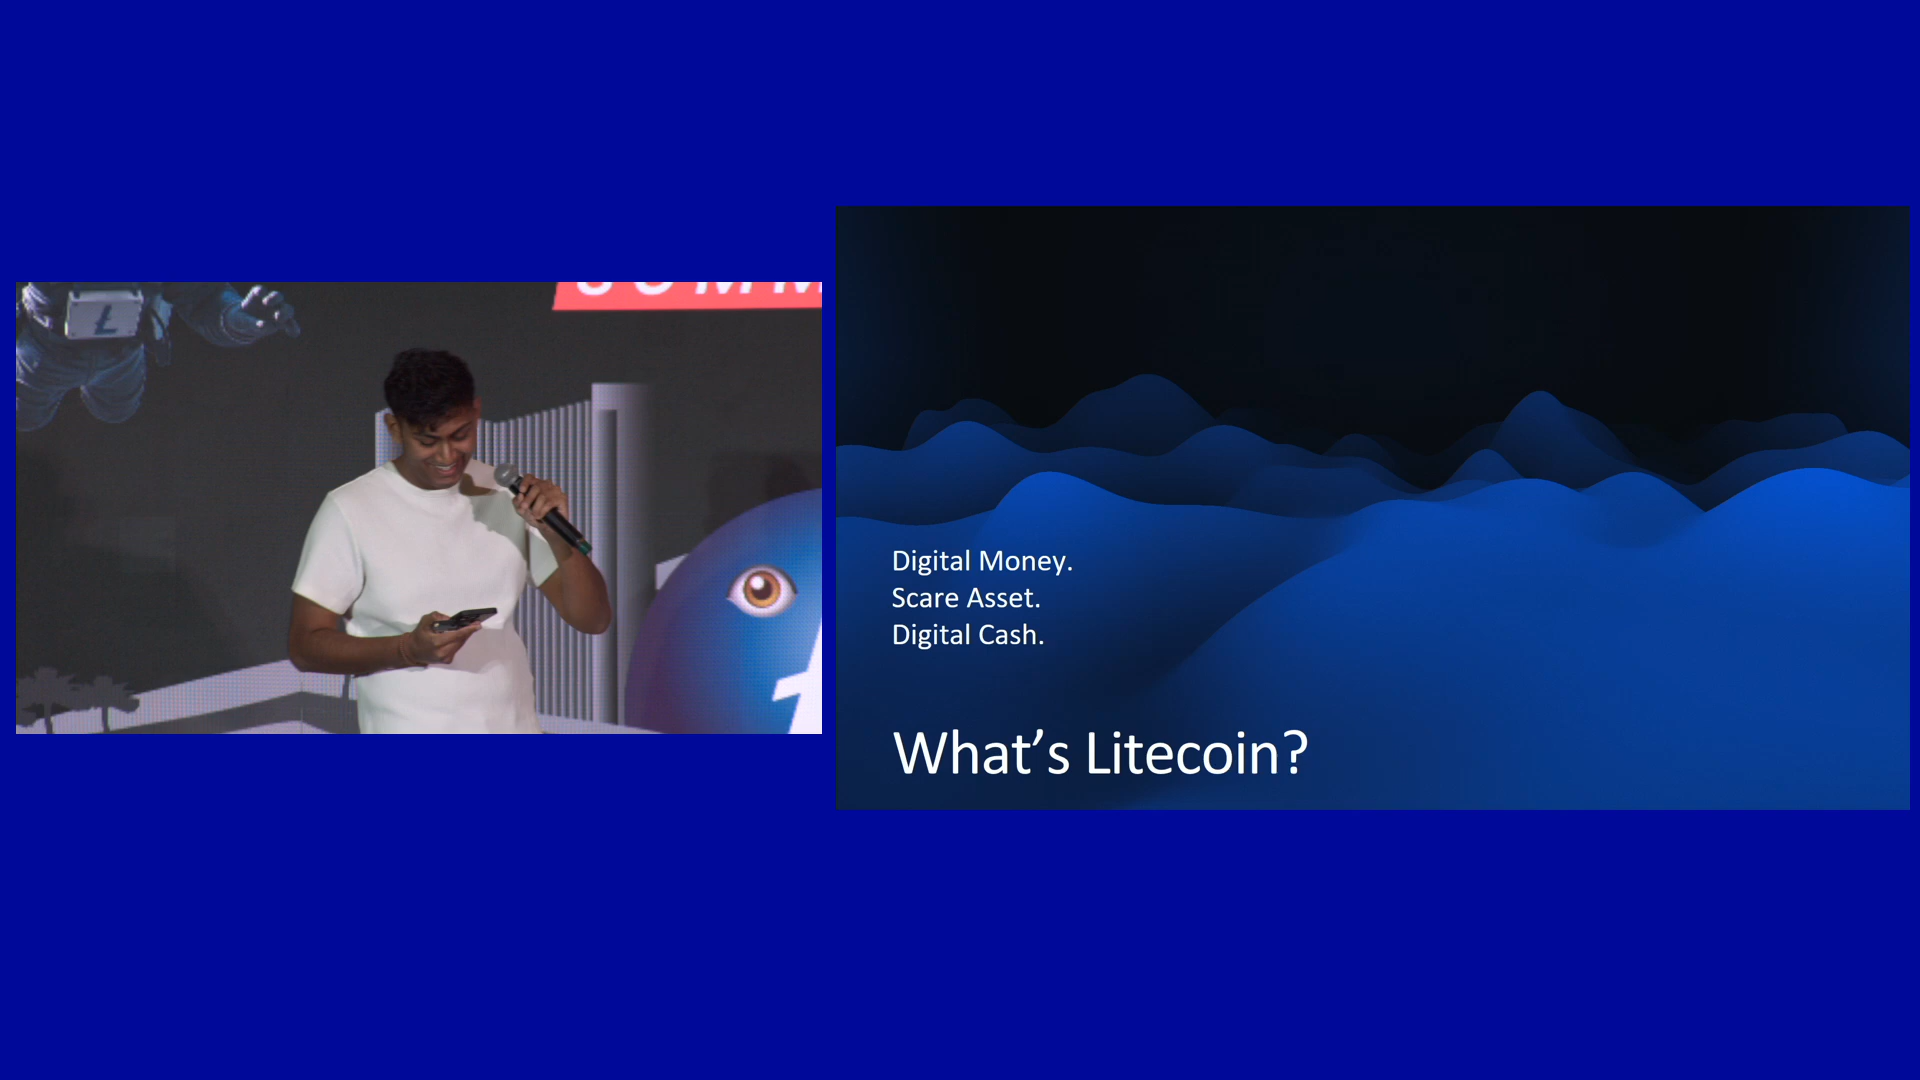 Digital Money.
Scare Asset.
Digital Cash.
What's Litecoin?